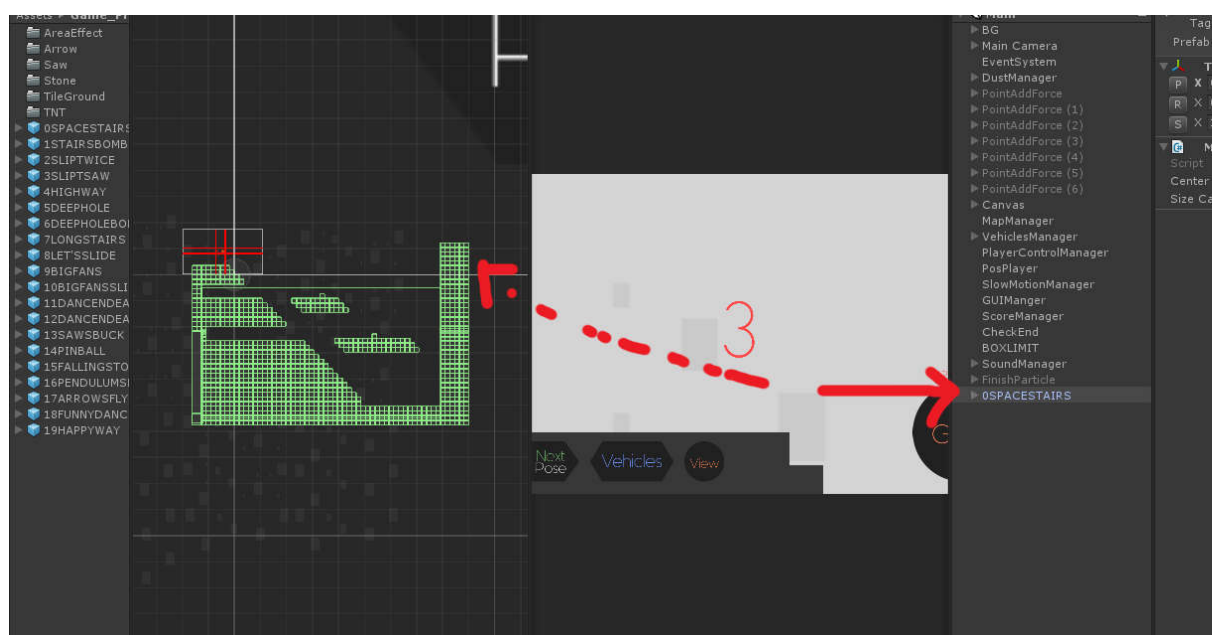 AreaEffect
Arrow
Saw
Stone
TileGround
TNT
0SPACESTAIRS
1STAIRSBOMB
2SLIPTWICE
3SLIPTSAW
4HIGHWAY
5DEEPHOLE
6DEEPHOLEBO
7LONGSTAIRS
8LET'SSLIDE
9BIGFANS
10BIGFANSSLI
11DANCENDEA
12DANCENDEA
13SAWSBUCK
14PINBALL
15FALLINGSTO
16PENDULUMS
17ARROWSFLY
18FUNNYDANC
19HAPPYWAY
3
Next
Pose
Vehicles
View
G
Main
BG
Main Camera
EventSystem
DustManager
PointAddForce
PointAddForce (1)
PointAddForce (2)
PointAddForce (3)
PointAddForce (4)
PointAddForce (5)
PointAddForce (6)
Canvas
MapManager
VehiclesManager
PlayerControlManager
PosPlayer
SlowMotionManager
GUIManger
ScoreManager
CheckEnd
BOXLIMIT
SoundManager
FinishParticle
0SPACESTAIRS
Tag
Prefab
T
P X
R X
S X
M
Script
Center
Size Ca